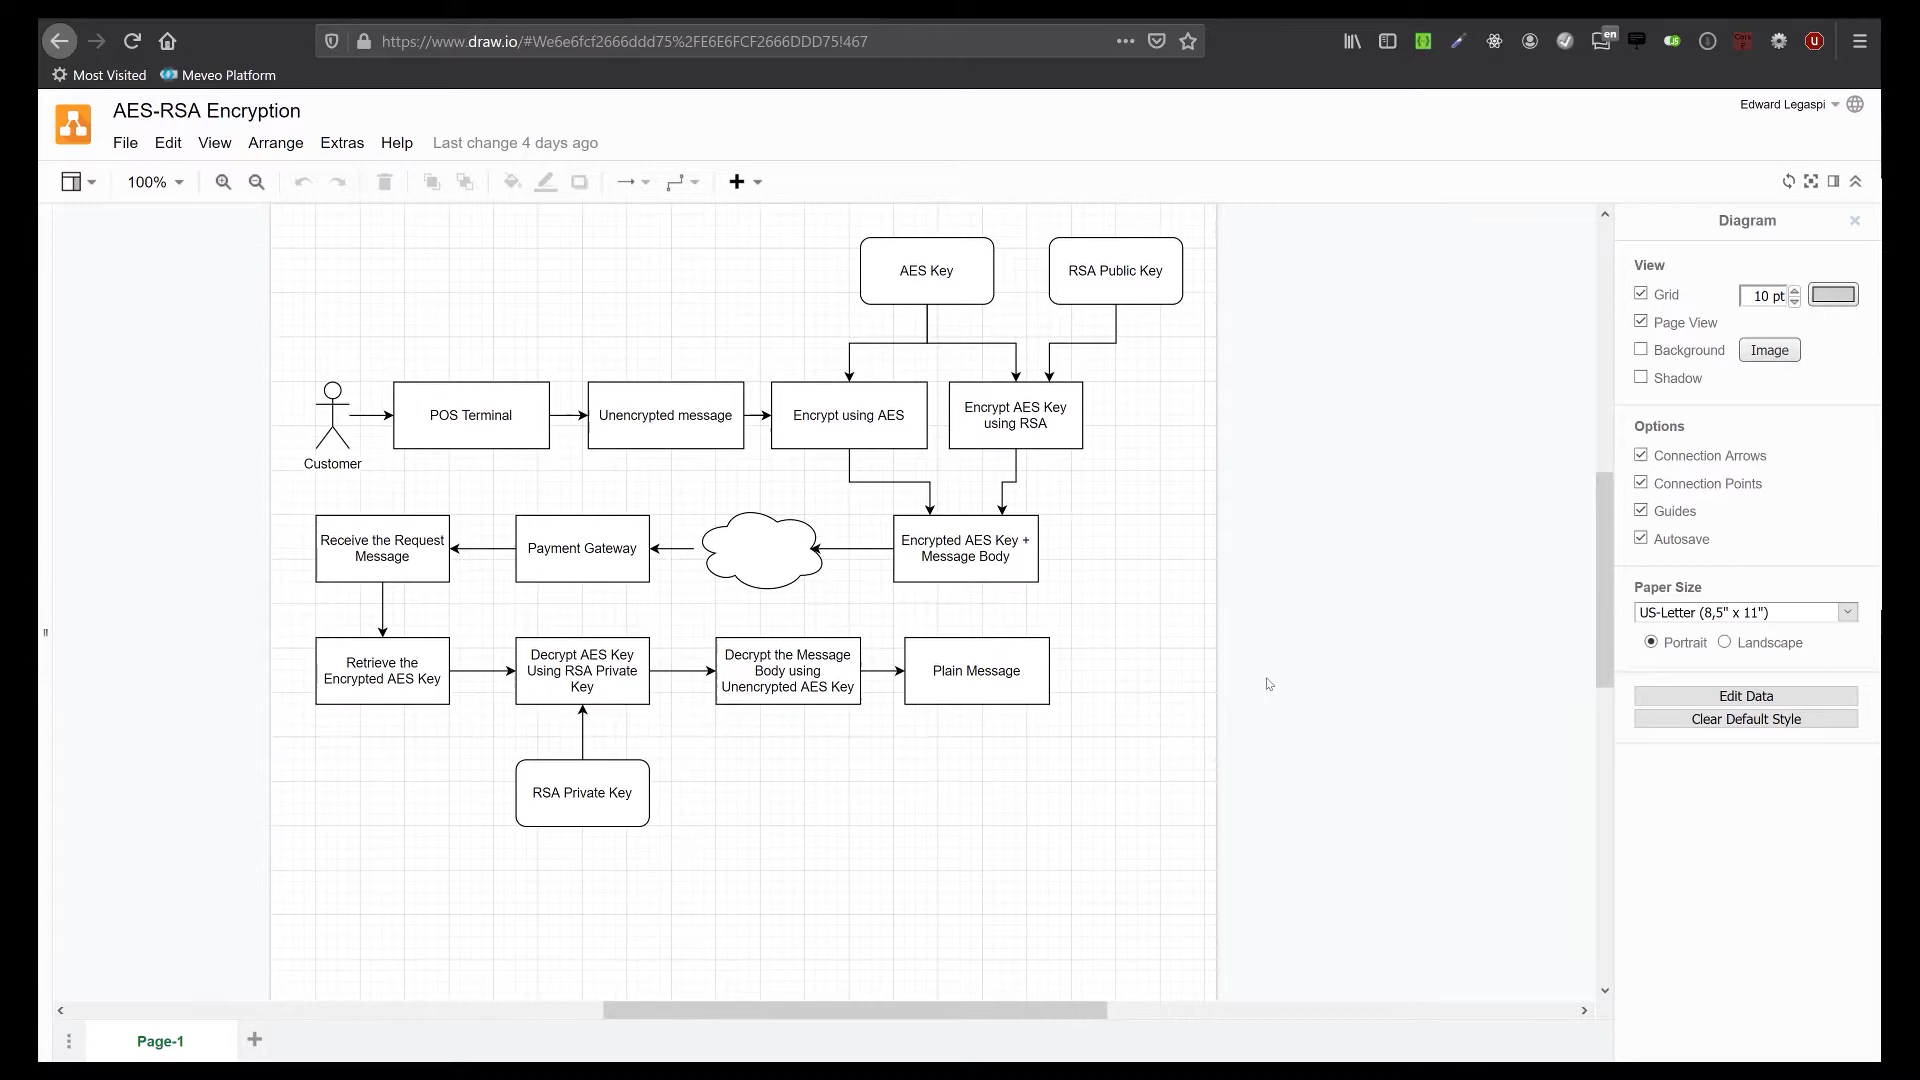 https://www.draw.io/#We6e6fcf2666ddd75%2FE6E6FCF2666DDD75!467
en
Most Visited
Meveo Platform
AES-RSA Encryption
Edward Legaspi
File Edit View Arrange Extras Help Last change 4 days ago
100%
Diagram
View
Grid
10 pt
Page View
Background
Image
Shadow
Options
Connection Arrows
Connection Points
Guides
Autosave
Paper Size
US-Letter (8,5" x 11")
Portrait
Landscape
Edit Data
Clear Default Style
AES Key
RSA Public Key
Customer
POS Terminal
Unencrypted message
Encrypt using AES
Encrypt AES Key
using RSA
Receive the Request
Message
Payment Gateway
Encrypted AES Key +
Message Body
Retrieve the
Encrypted AES Key
Decrypt AES Key
Using RSA Private
Key
Decrypt the Message
Body using
Unencrypted AES Key
Plain Message
RSA Private Key
Page-1